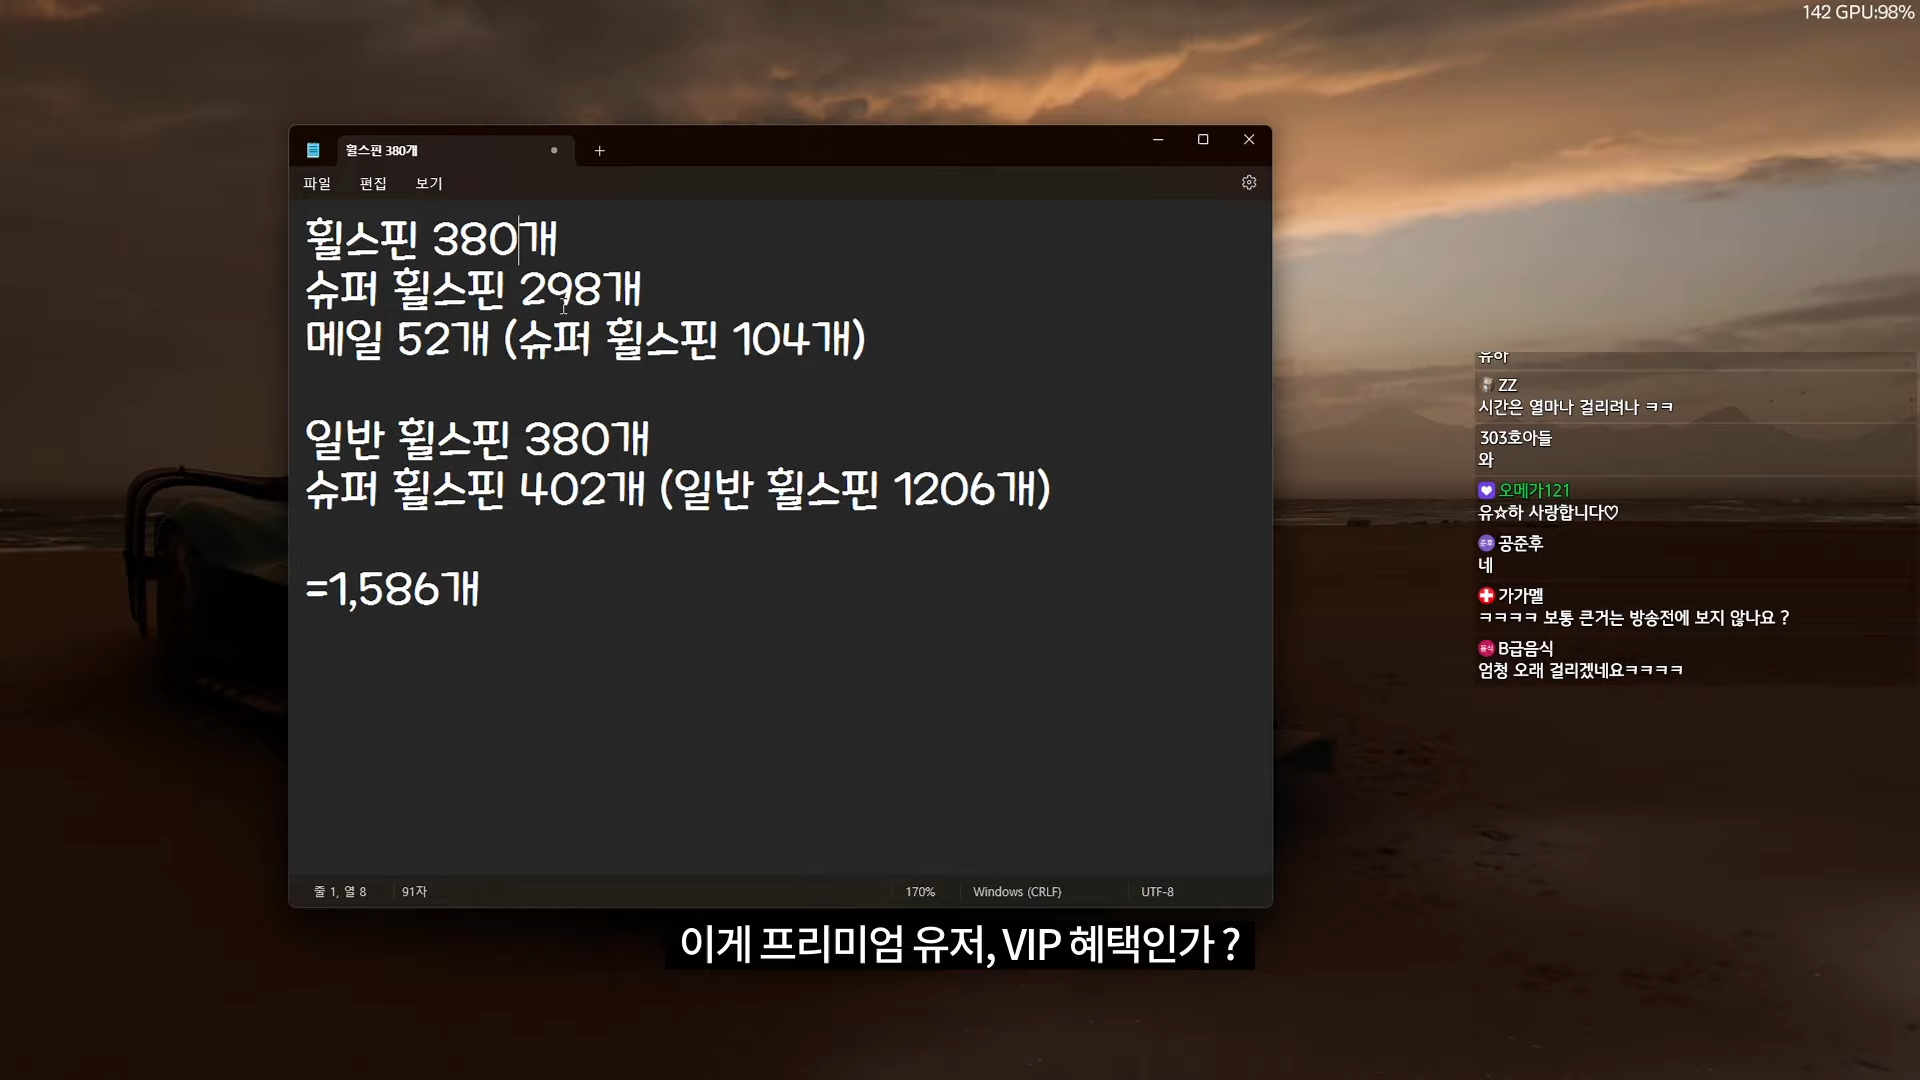 142 GPU:98%
휠스핀 380개
파일 편집 보기
휠스핀 380개
슈퍼 휠스핀 298개
메일 52개 (슈퍼 휠스핀 104개)
일반 휠스핀 380개
슈퍼 휠스핀 402개 (일반 휠스핀 1206개)
=1,586개
줄 1, 열 8 91자 170% Windows (CRLF) UTF-8
이게 프리미엄 유저, VIP 혜택인가 ?
ZZ
시간은 열마나 걸리려나 ㅋㅋ
303호아들
와
오메가121
유☆하 사랑합니다♡
공준후
네
가가멜
ㅋㅋㅋㅋ 보통 큰거는 방송전에 보지 않나요 ?
B급음식
엄청 오래 걸리겠네요ㅋㅋㅋㅋ